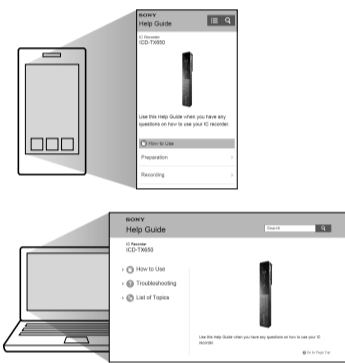 SONY
Help Guide
IC Recorder
ICD-TX650
Use this Help Guide when you have any
questions on how to use your IC recorder.
How to Use
Preparation
Recording
SONY
Help Guide
Search
IC Recorder
ICD-TX650
How to Use
Troubleshooting
List of Topics
Use this Help Guide when you have any questions on how to use your IC
recorder.
Go to Page Top